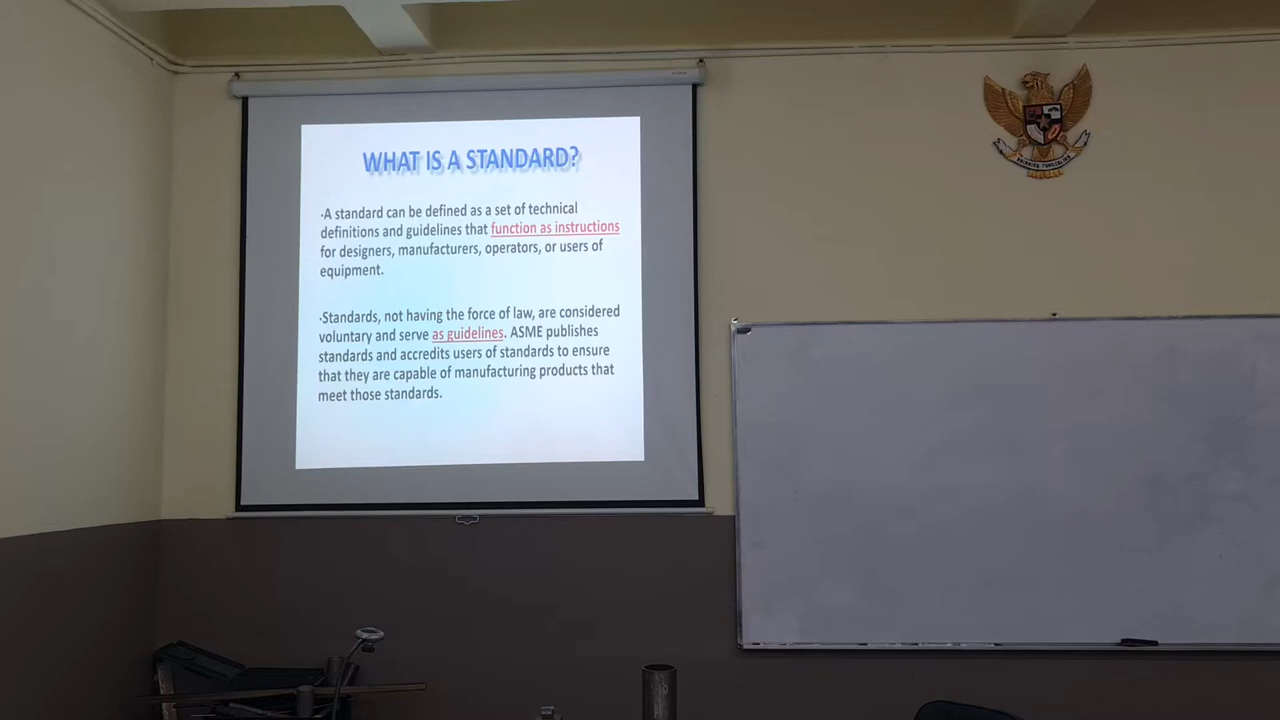 WHAT IS A STANDARD?
·A standard can be defined as a set of technical
definitions and guidelines that function as instructions
for designers, manufacturers, operators, or users of
equipment.
·Standards, not having the force of law, are considered
voluntary and serve as guidelines. ASME publishes
standards and accredits users of standards to ensure
that they are capable of manufacturing products that
meet those standards.